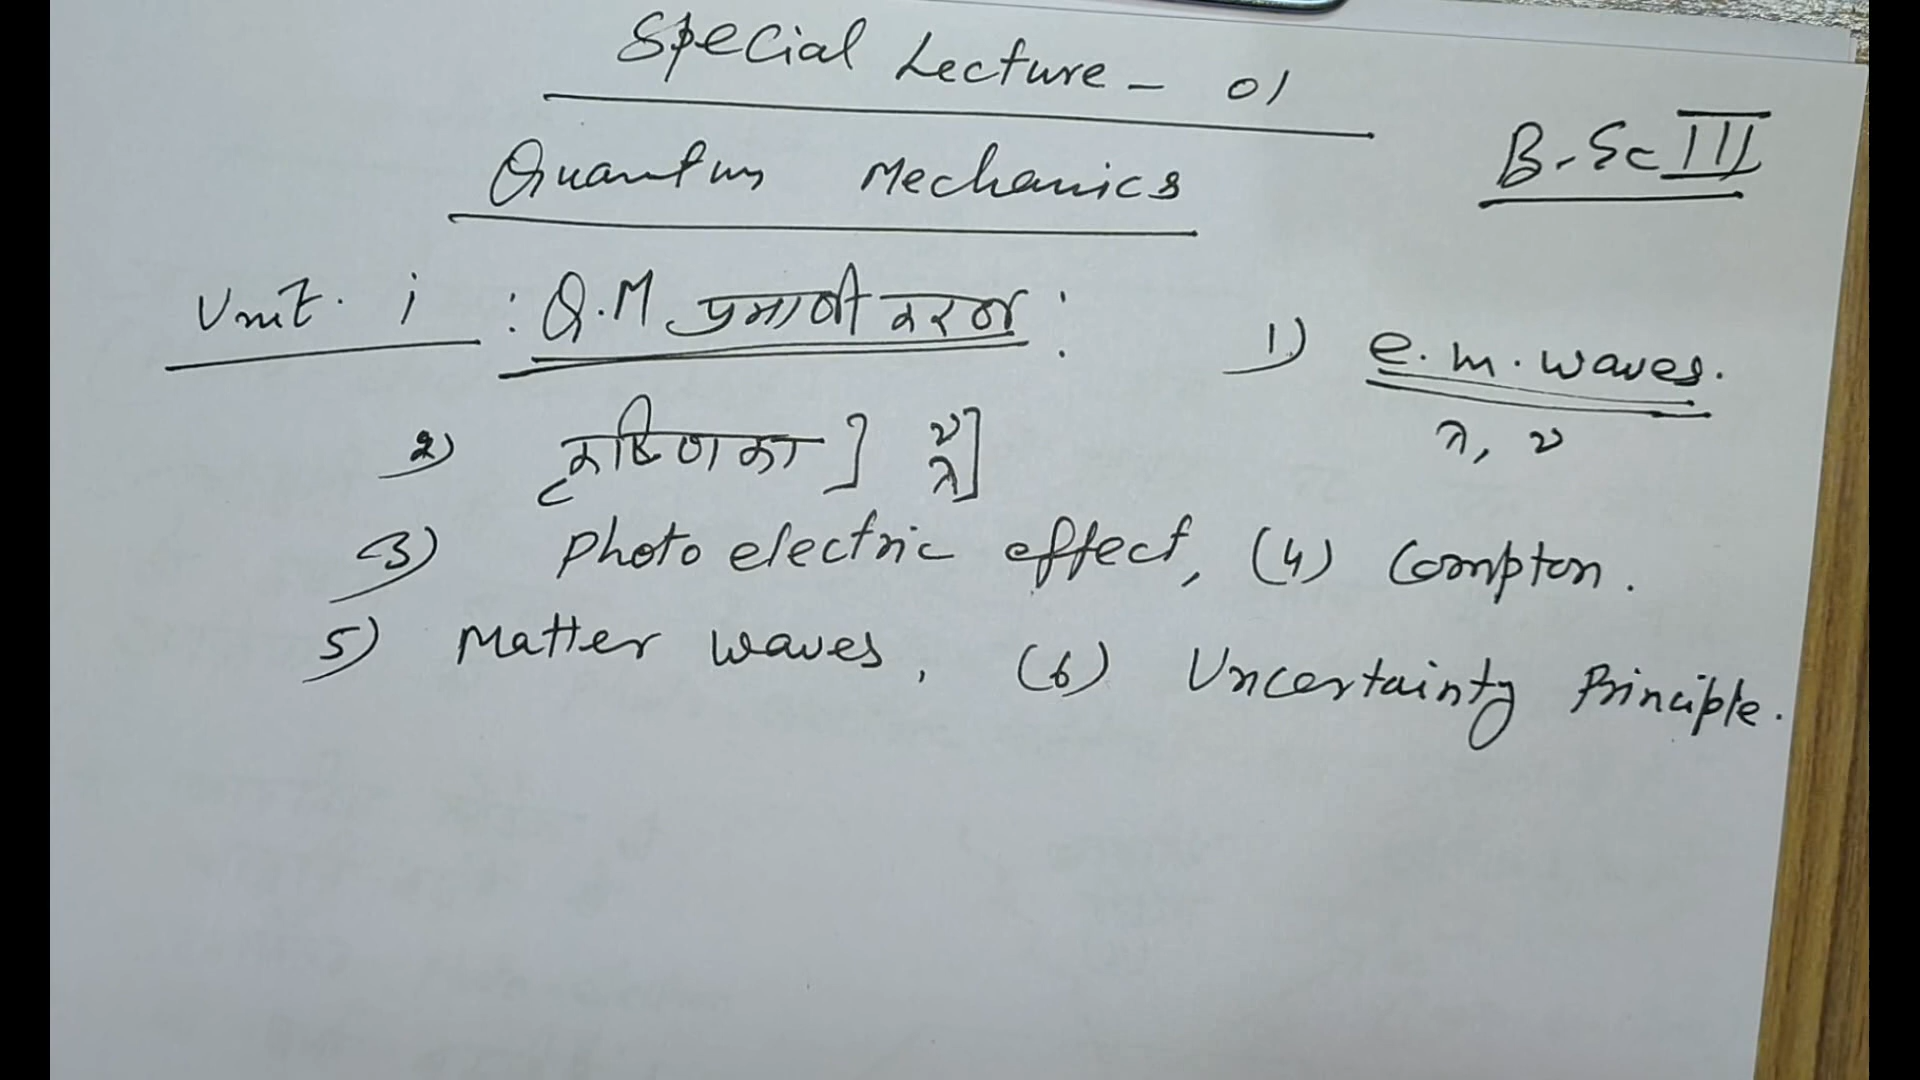 Special Lecture - 01
Quantum Mechanics
B.Sc III
Unit. i : Q.M प्रमात्रीकरण :
1) e.m. waves.
λ, ν
2) कृष्णिका ] ν λ ]
(3) Photo electric effect, (4) Compton.
5) Matter waves, (6) Uncertainty Principle.